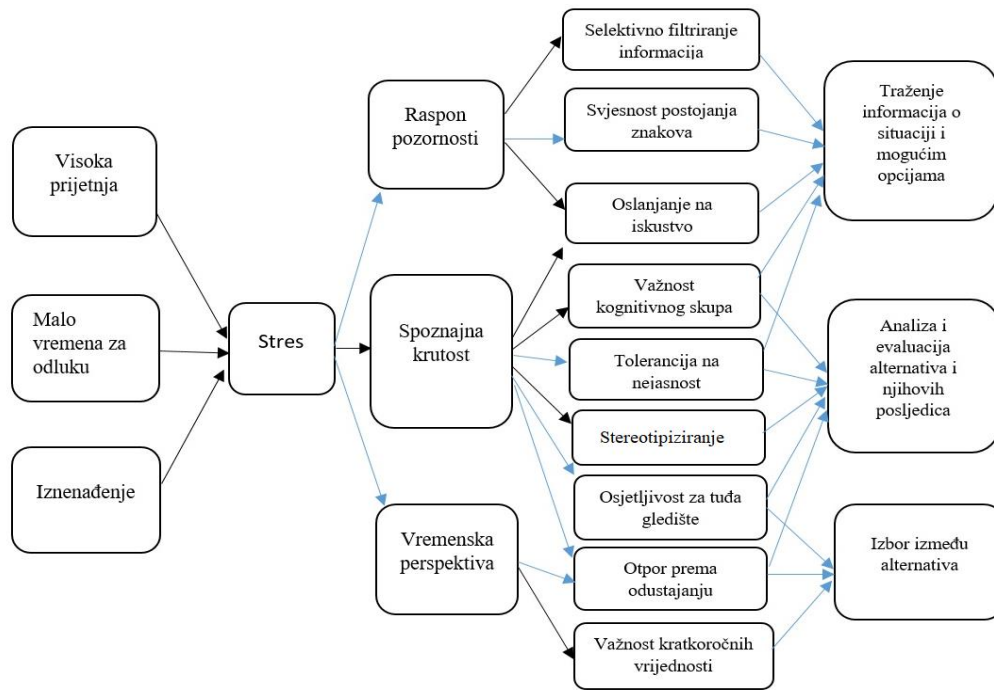 Visoka
prijetnja
Malo
vremena za
odluku
Iznenađenje
Stres
Raspon
pozornosti
Spoznajna
krutost
Vremenska
perspektiva
Selektivno filtriranje
informacija
Svjesnost postojanja
znakova
Oslanjanje na
iskustvo
Važnost
kognitivnog skupa
Tolerancija na
nejasnost
Stereotipiziranje
Osjetljivost za tuđa
gledište
Otpor prema
odustajanju
Važnost kratkoročnih
vrijednosti
Traženje
informacija o
situaciji i
mogućim
opcijama
Analiza i
evaluacija
alternativa i
njihovih
posljedica
Izbor između
alternativa